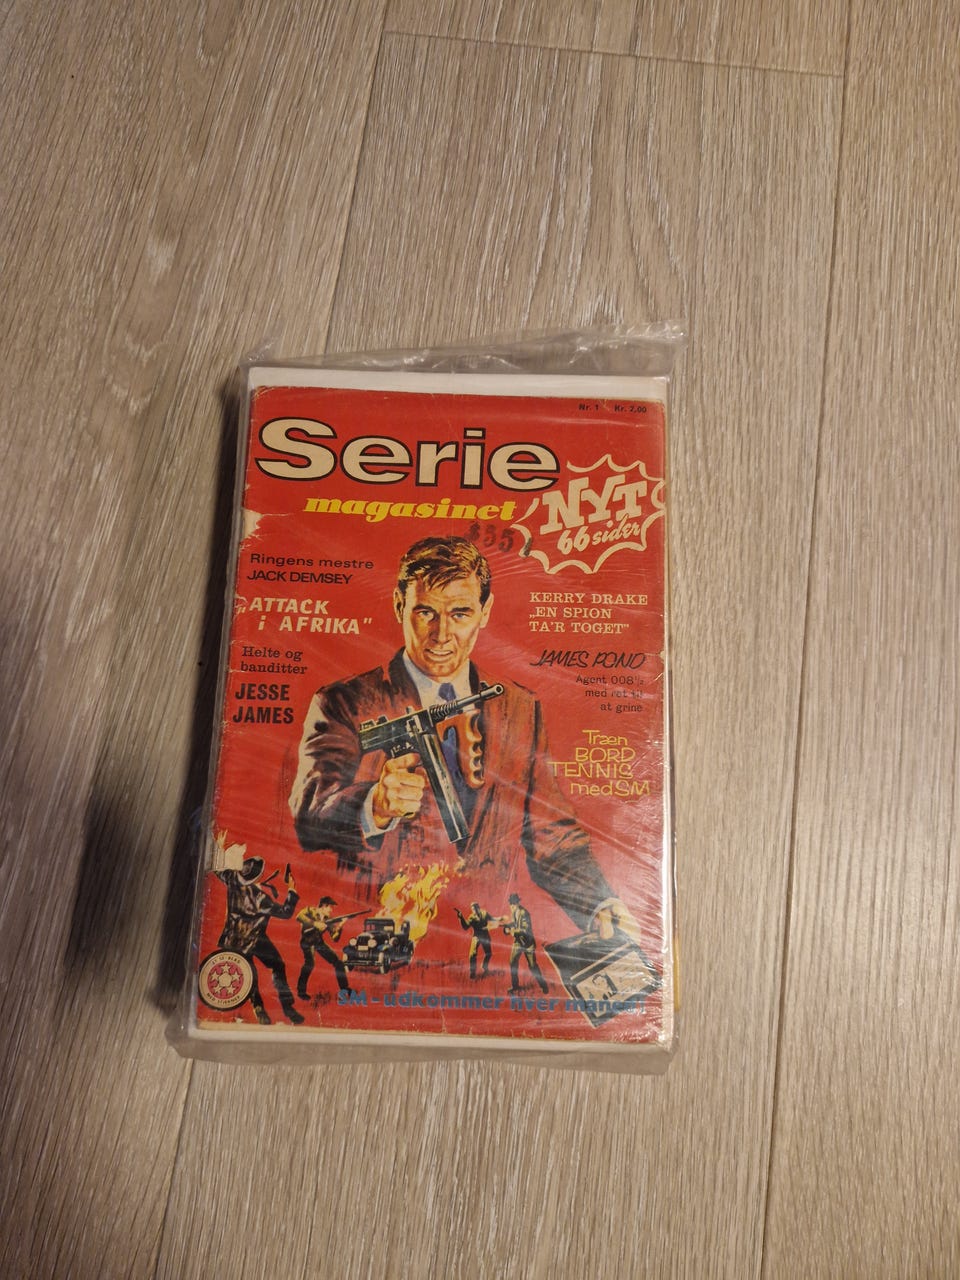 Nr. 1 Kr. 2,00
Serie
magasinet
NYT
66 sider
Ringens mestre
JACK DEMSEY
„ATTACK
i AFRIKA"
Helte og
banditter
JESSE
JAMES
KERRY DRAKE
„EN SPION
TA'R TOGET"
JAMES POND
Agent 008½
med ret til
at grine
Træn
BORD
TENNIS
med SM
SM - udkommer hver måned!